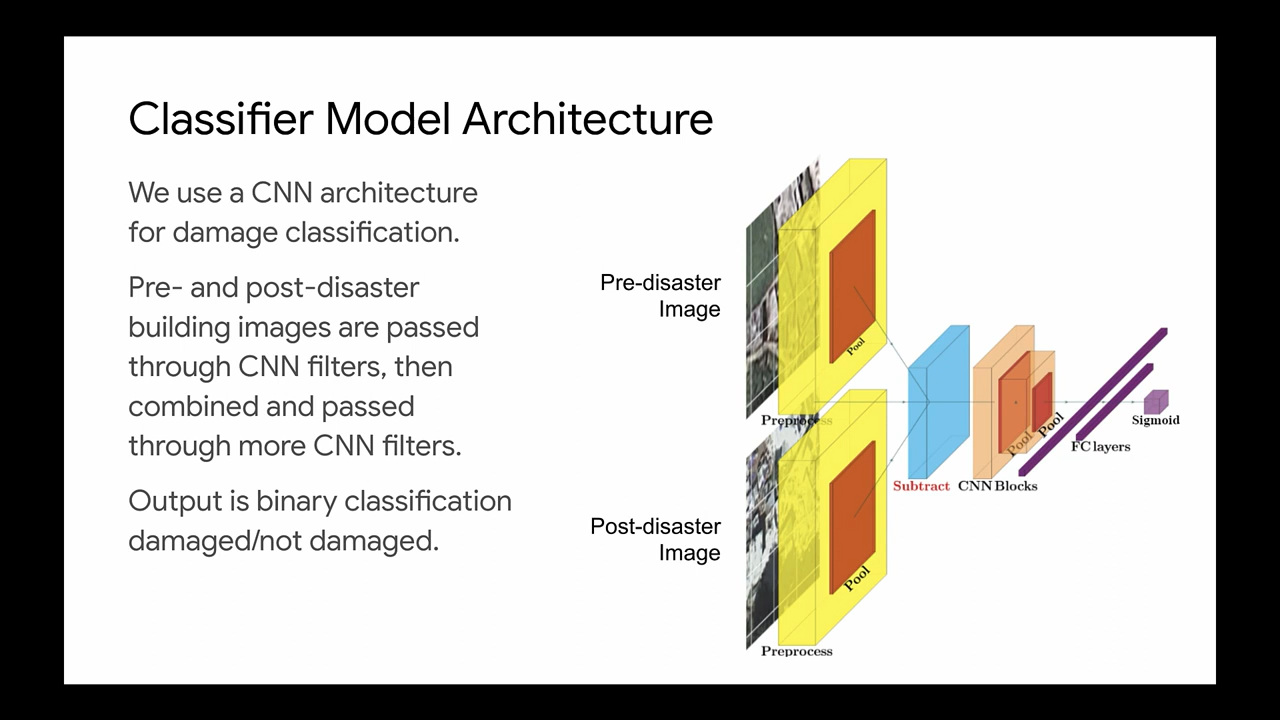 Classifier Model Architecture
We use a CNN architecture
for damage classification.
Pre- and post-disaster
building images are passed
through CNN filters, then
combined and passed
through more CNN filters.
Output is binary classification
damaged/not damaged.
Pre-disaster
Image
Pool
Preprocess
Post-disaster
Image
Pool
Preprocess
Subtract
CNN Blocks
Pool
Pool
FC layers
Sigmoid